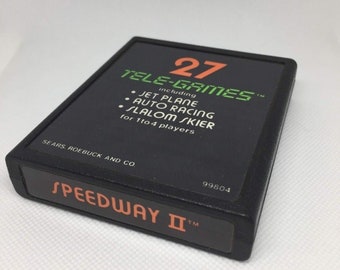 27
TELE-GAMES™
including
• JET PLANE
• AUTO RACING
• SLALOM SKIER
for 1 to 4 players
SEARS, ROEBUCK AND CO.
99804
SPEEDWAY II™